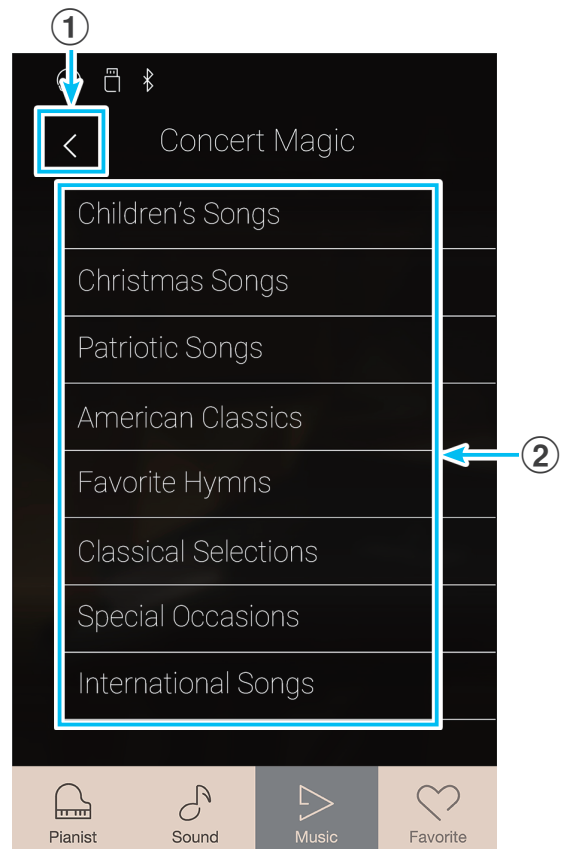 ①
Concert Magic
Children's Songs
Christmas Songs
Patriotic Songs
American Classics
②
Favorite Hymns
Classical Selections
Special Occasions
International Songs
Pianist Sound Music Favorite